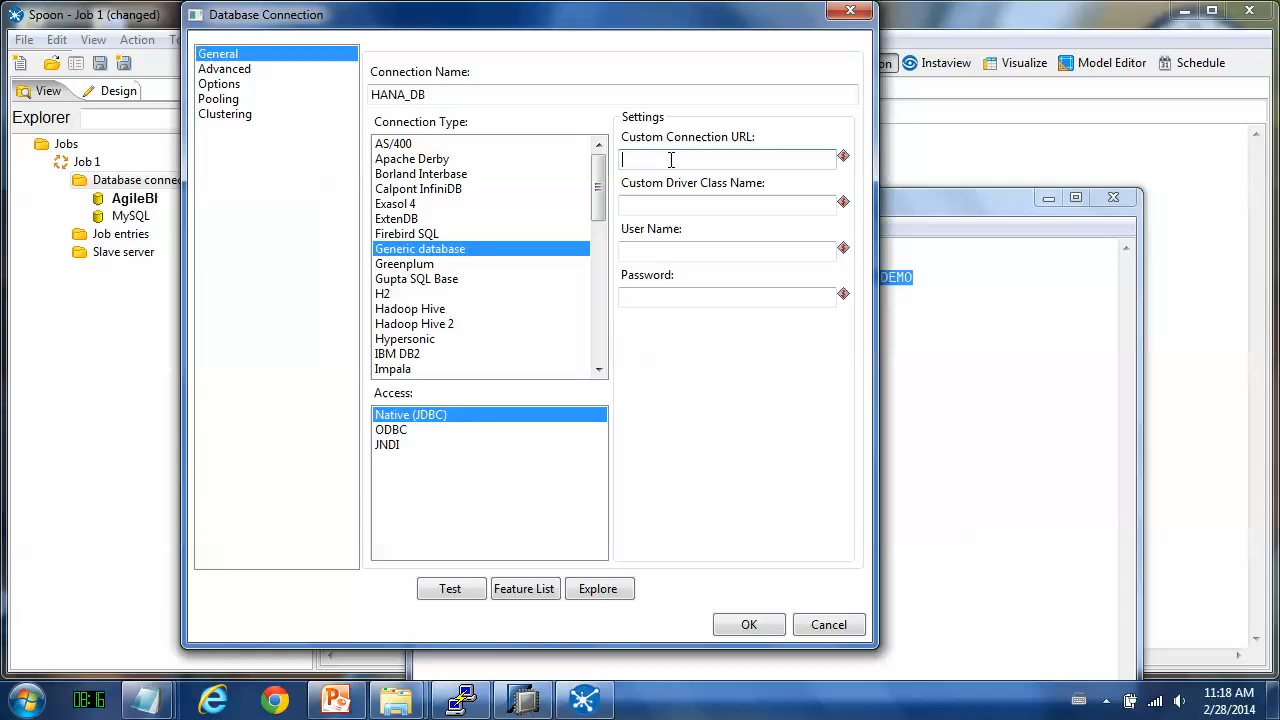 Spoon - Job 1 (changed)
Database Connection
File Edit View Action To
View Design
Explorer
Jobs
Job 1
Database connec
AgileBI
MySQL
Job entries
Slave server
General
Advanced
Options
Pooling
Clustering
Connection Name:
HANA_DB
Connection Type:
AS/400
Apache Derby
Borland Interbase
Calpont InfiniDB
Exasol 4
ExtenDB
Firebird SQL
Generic database
Greenplum
Gupta SQL Base
H2
Hadoop Hive
Hadoop Hive 2
Hypersonic
IBM DB2
Impala
Access:
Native (JDBC)
ODBC
JNDI
Settings
Custom Connection URL:
Custom Driver Class Name:
User Name:
Password:
Test Feature List Explore
OK Cancel
on Instaview Visualize Model Editor Schedule
DEMO
11:18 AM
2/28/2014